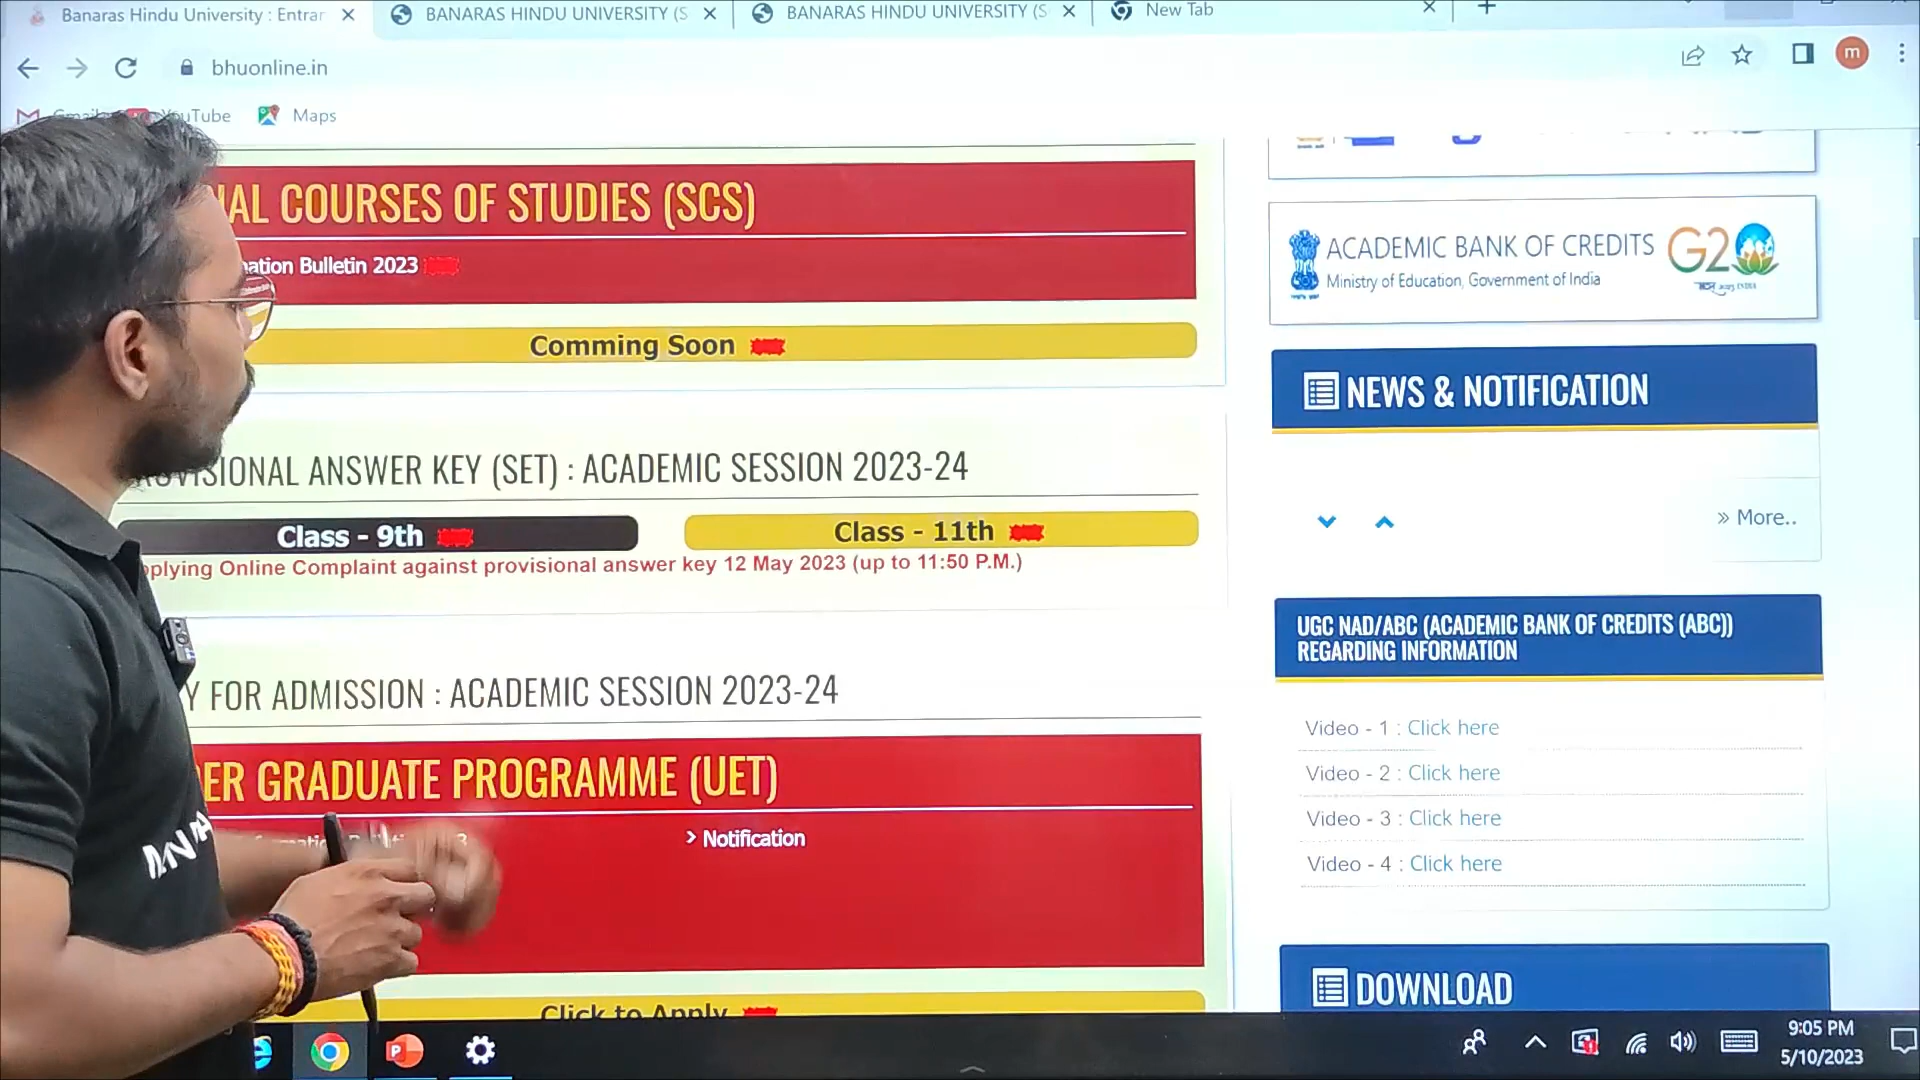 Banaras Hindu University : Entrar
BANARAS HINDU UNIVERSITY (S
BANARAS HINDU UNIVERSITY (S
New Tab
bhuonline.in
m
Gmail
YouTube
Maps
COURSES OF STUDIES (SCS)
Bulletin 2023
Comming Soon
ACADEMIC BANK OF CREDITS
Ministry of Education, Government of India
G20
NEWS & NOTIFICATION
» More..
ANSWER KEY (SET) : ACADEMIC SESSION 2023-24
Class - 9th
Class - 11th
Online Complaint against provisional answer key 12 May 2023 (up to 11:50 P.M.)
UGC NAD/ABC (ACADEMIC BANK OF CREDITS (ABC))
REGARDING INFORMATION
Y FOR ADMISSION : ACADEMIC SESSION 2023-24
Video - 1 : Click here
Video - 2 : Click here
Video - 3 : Click here
Video - 4 : Click here
ER GRADUATE PROGRAMME (UET)
> Notification
DOWNLOAD
Click to Apply
9:05 PM
5/10/2023